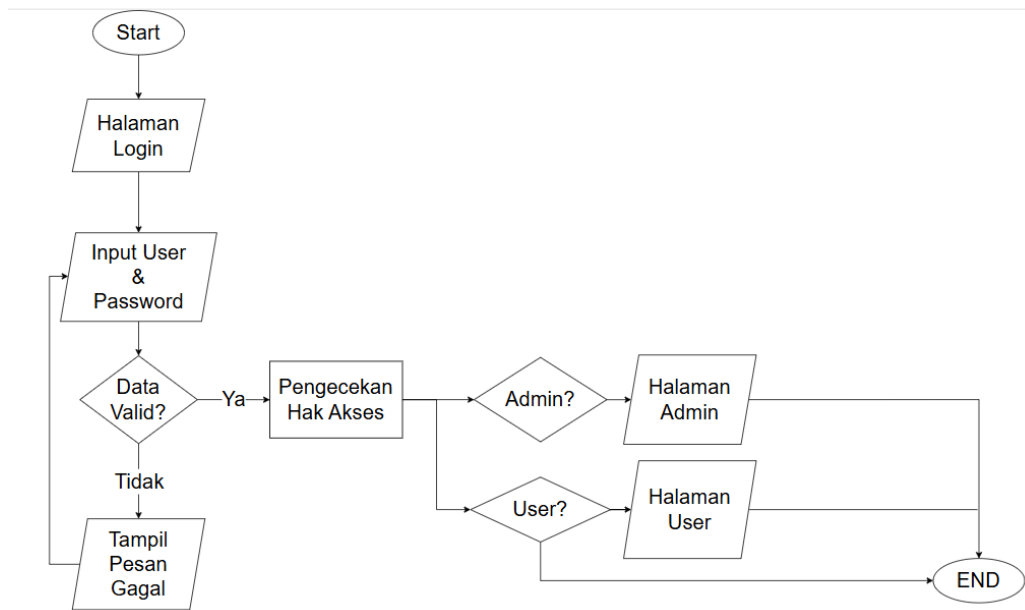 Start
Halaman
Login
Input User
&
Password
Data
Valid?
Ya
Pengecekan
Hak Akses
Admin?
Halaman
Admin
Tidak
User?
Halaman
User
Tampil
Pesan
Gagal
END